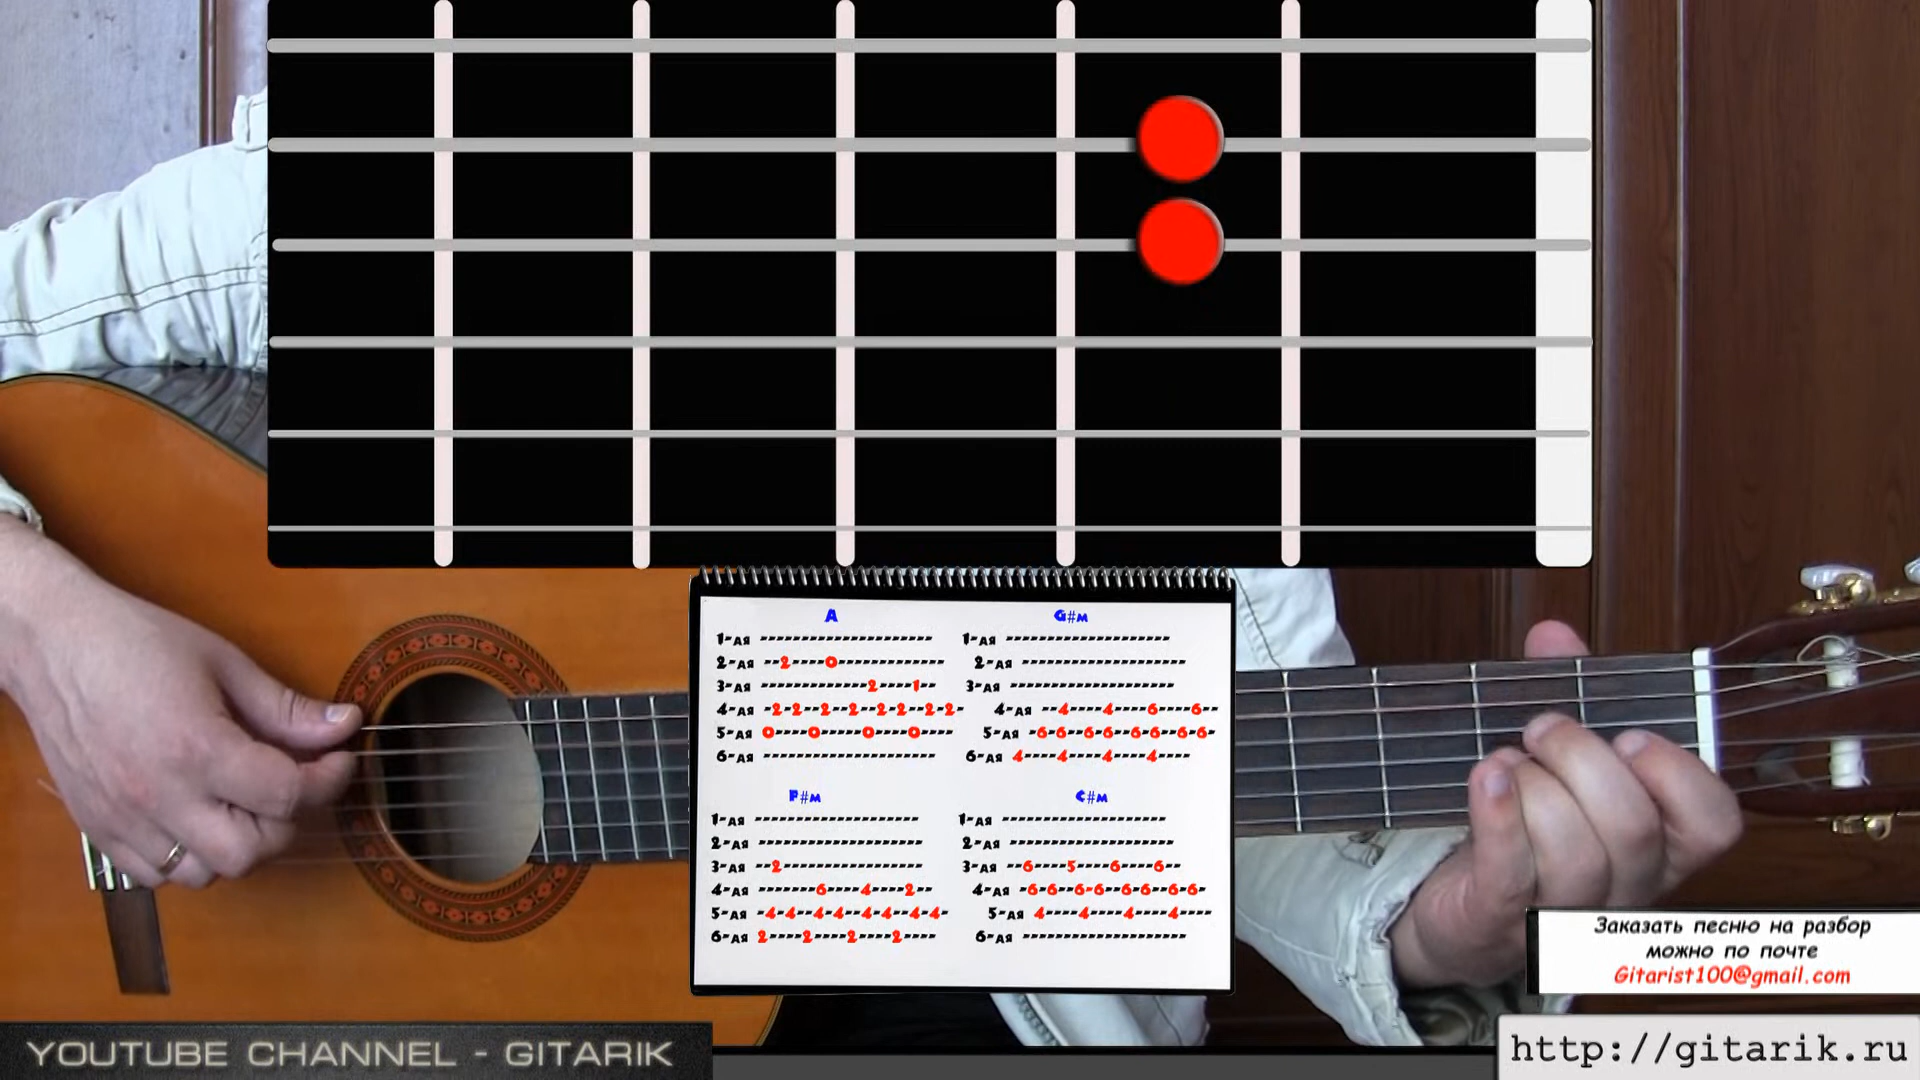 A
1-ая ---------------------
2-ая --2----0-------------
3-ая -------------2----1--
4-ая -2-2--2--2--2-2--2-2-
5-ая 0----0-----0----0----
6-ая ---------------------
G#м
1-ая --------------------
2-ая --------------------
3-ая --------------------
4-ая --4----4----6----6--
5-ая -6-6--6-6--6-6--6-6-
6-ая 4----4----4----4----
F#м
1-ая --------------------
2-ая --------------------
3-ая --2-----------------
4-ая -------6----4----2--
5-ая -4-4--4-4--4-4--4-4-
6-ая 2----2----2----2----
C#м
1-ая --------------------
2-ая --------------------
3-ая --6----5----6----6--
4-ая -6-6--6-6--6-6--6-6-
5-ая 4----4----4----4----
6-ая --------------------
Заказать песню на разбор
можно по почте
Gitarist100@gmail.com
YOUTUBE CHANNEL - GITARIK
http://gitarik.ru